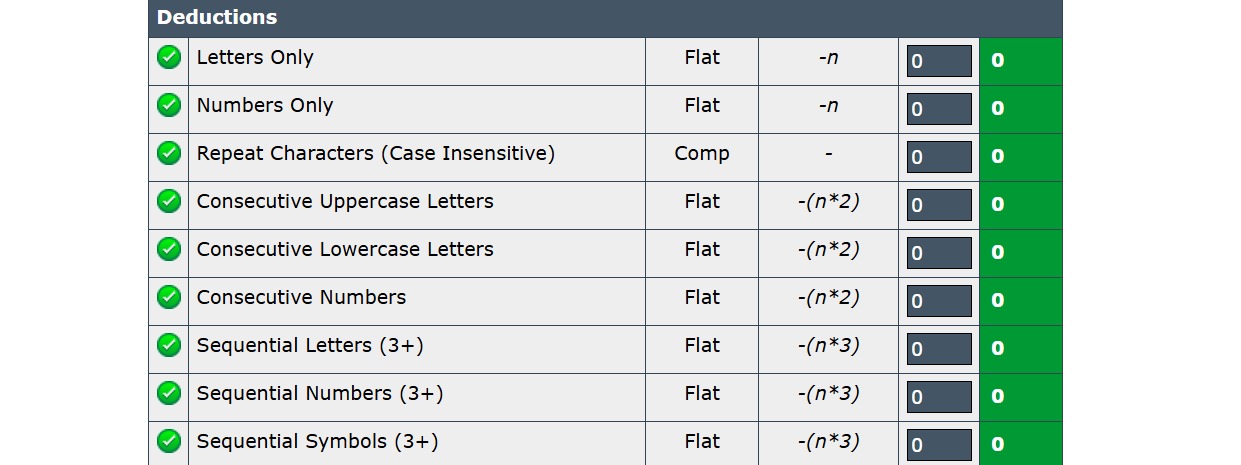 Deductions
Letters Only Flat -n 0 0
Numbers Only Flat -n 0 0
Repeat Characters (Case Insensitive) Comp - 0 0
Consecutive Uppercase Letters Flat -(n*2) 0 0
Consecutive Lowercase Letters Flat -(n*2) 0 0
Consecutive Numbers Flat -(n*2) 0 0
Sequential Letters (3+) Flat -(n*3) 0 0
Sequential Numbers (3+) Flat -(n*3) 0 0
Sequential Symbols (3+) Flat -(n*3) 0 0